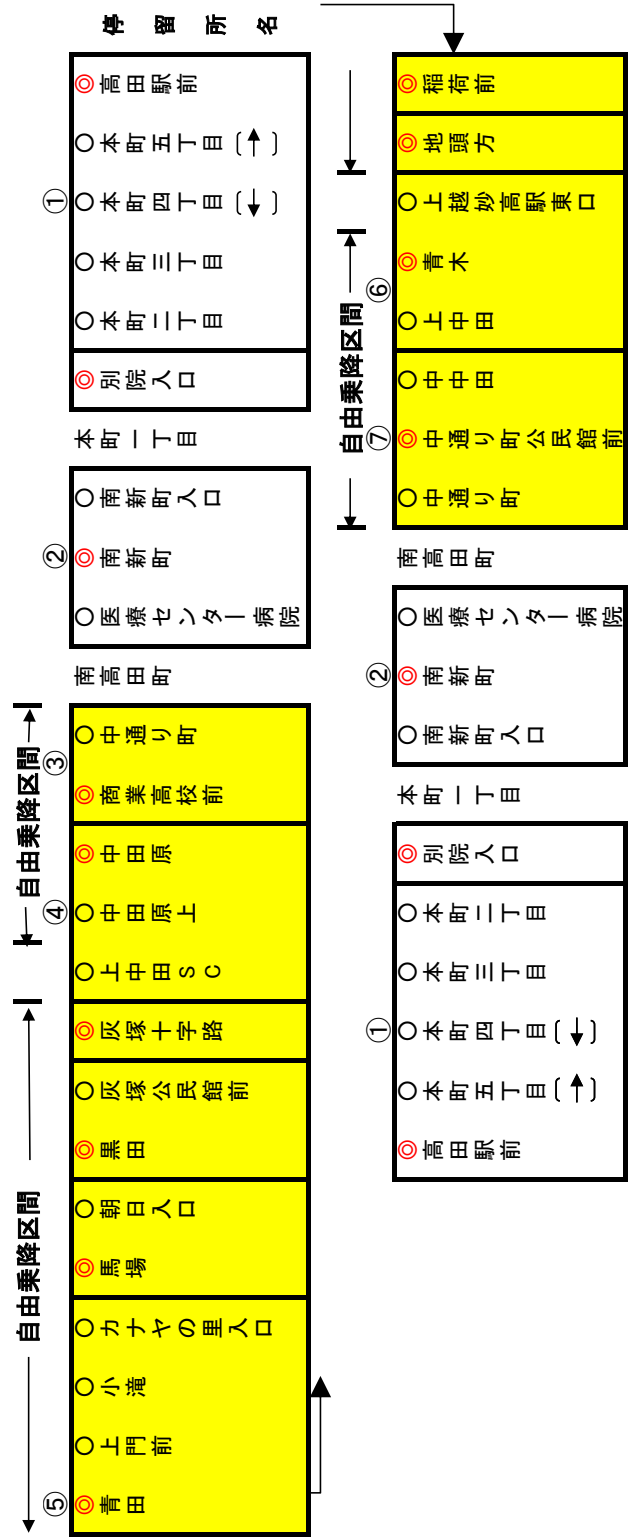 停留所名
①
◎高田駅前
○本町五丁目〔↑〕
○本町四丁目〔↓〕
○本町三丁目
○本町二丁目
◎別院入口
本町一丁目
②
○南新町入口
◎南新町
○医療センター病院
南高田町
自由乗降区間
③
○中通り町
◎商業高校前
④
◎中田原
○中田原上
○上中田SC
自由乗降区間
◎灰塚十字路
○灰塚公民館前
◎黒田
○朝日入口
◎馬場
○カナヤの里入口
○小滝
○上門前
⑤
◎青田
◎稲荷前
◎地頭方
自由乗降区間
⑥
○上越妙高駅東口
◎青木
○上中田
⑦
○中中田
◎中通り町公民館前
○中通り町
南高田町
②
○医療センター病院
◎南新町
○南新町入口
本町一丁目
◎別院入口
①
○本町二丁目
○本町三丁目
○本町四丁目〔↓〕
○本町五丁目〔↑〕
◎高田駅前